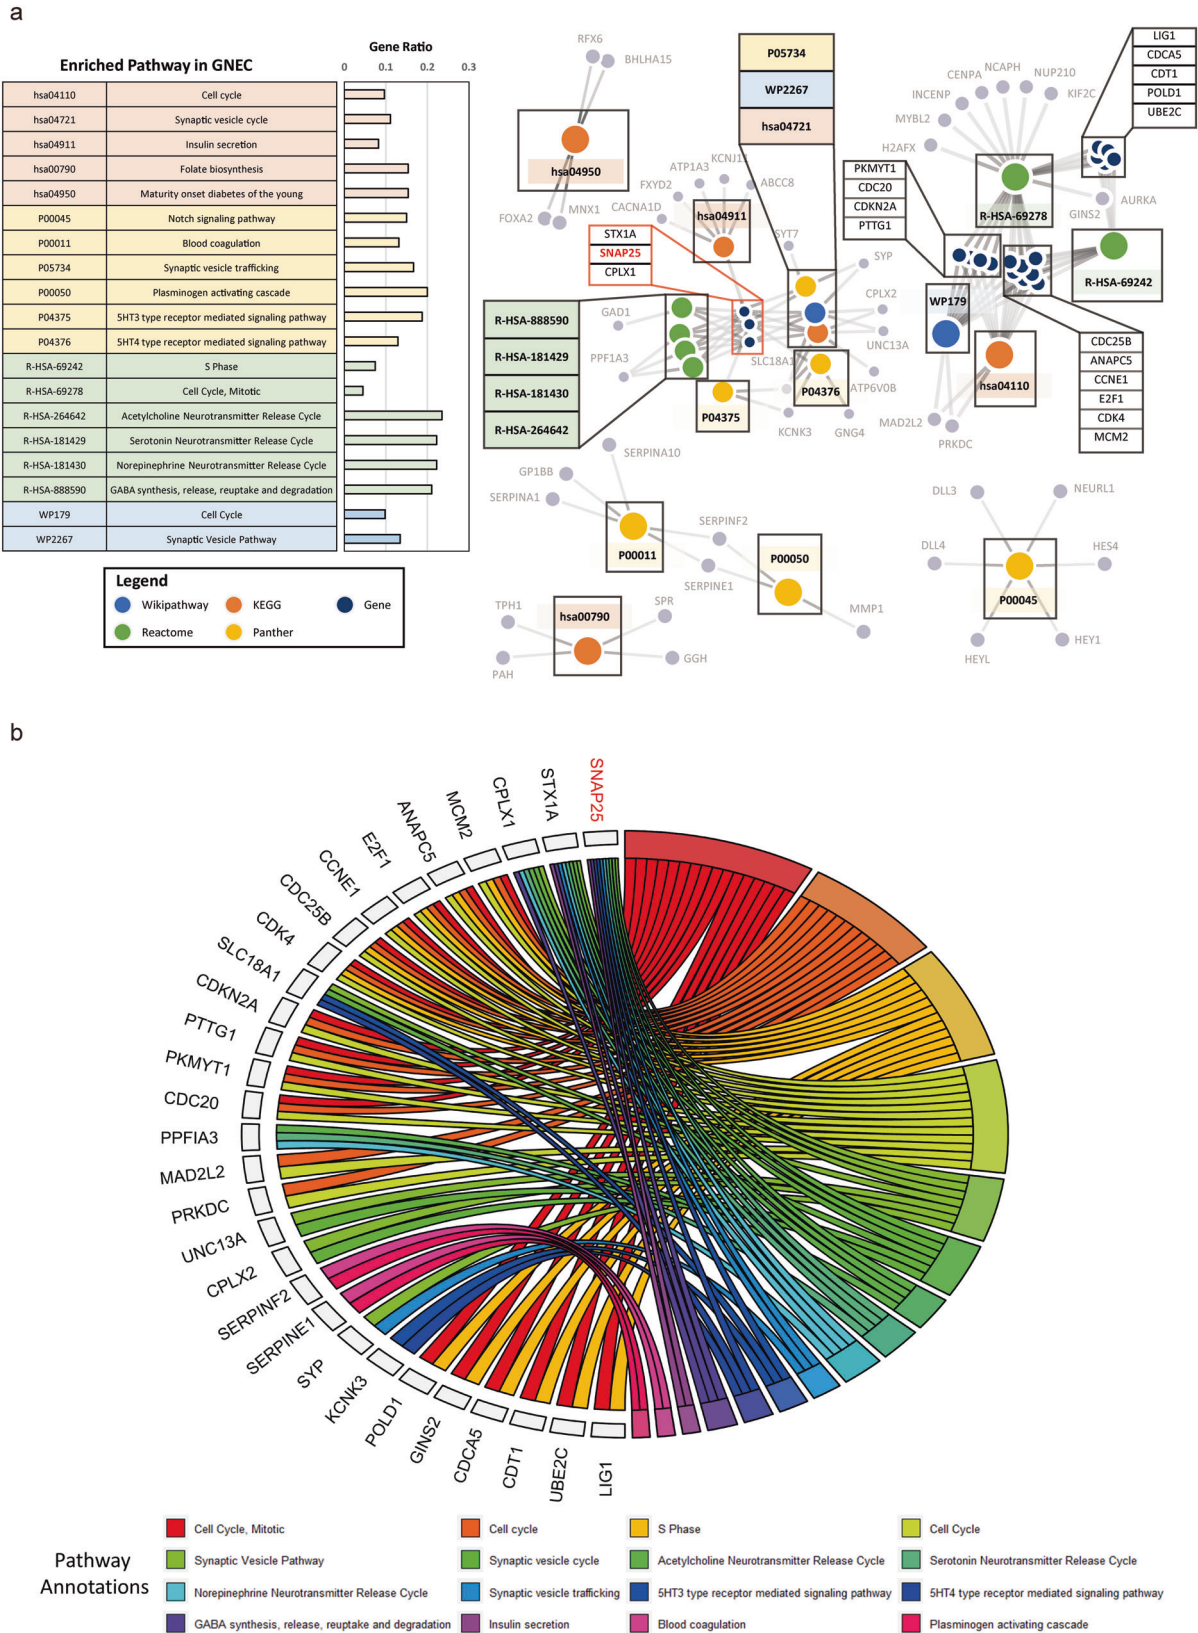 a
Enriched Pathway in GNEC
Gene Ratio
0 0.1 0.2 0.3
hsa04110 Cell cycle
hsa04721 Synaptic vesicle cycle
hsa04911 Insulin secretion
hsa00790 Folate biosynthesis
hsa04950 Maturity onset diabetes of the young
P00045 Notch signaling pathway
P00011 Blood coagulation
P05734 Synaptic vesicle trafficking
P00050 Plasminogen activating cascade
P04375 5HT3 type receptor mediated signaling pathway
P04376 5HT4 type receptor mediated signaling pathway
R-HSA-69242 S Phase
R-HSA-69278 Cell Cycle, Mitotic
R-HSA-264642 Acetylcholine Neurotransmitter Release Cycle
R-HSA-181429 Serotonin Neurotransmitter Release Cycle
R-HSA-181430 Norepinephrine Neurotransmitter Release Cycle
R-HSA-888590 GABA synthesis, release, reuptake and degradation
WP179 Cell Cycle
WP2267 Synaptic Vesicle Pathway
Legend
Wikipathway KEGG Gene
Reactome Panther
RFX6
BHLHA15
hsa04950
FOXA2
MNX1
P05734
WP2267
hsa04721
KCNJ11
ATP1A3
ABCC8
FXYD2
CACNA1D
hsa04911
STX1A
SNAP25
CPLX1
SYT7
SYP
CPLX2
UNC13A
SLC18A1
ATP6V0B
R-HSA-888590
R-HSA-181429
R-HSA-181430
R-HSA-264642
GAD1
PPF1A3
P04375
P04376
KCNK3
GNG4
LIG1
CDCA5
CDT1
POLD1
UBE2C
NCAPH
CENPA
NUP210
INCENP
KIF2C
MYBL2
H2AFX
PKMYT1
CDC20
CDKN2A
PTTG1
R-HSA-69278
AURKA
GINS2
R-HSA-69242
WP179
hsa04110
CDC25B
ANAPC5
CCNE1
E2F1
CDK4
MCM2
MAD2L2
PRKDC
SERPINA10
GP1BB
SERPINA1
P00011
SERPINF2
SERPINE1
P00050
MMP1
TPH1
hsa00790
SPR
PAH
GGH
DLL3
NEURL1
DLL4
HES4
P00045
HEYL
HEY1
b
SNAP25
STX1A
CPLX1
MCM2
ANAPC5
E2F1
CCNE1
CDC25B
CDK4
SLC18A1
CDKN2A
PTTG1
PKMYT1
CDC20
PPFIA3
MAD2L2
PRKDC
UNC13A
CPLX2
SERPINF2
SERPINE1
SYP
KCNK3
POLD1
GINS2
CDCA5
CDT1
UBE2C
LIG1
Pathway
Annotations
Cell Cycle, Mitotic Cell cycle S Phase Cell Cycle
Synaptic Vesicle Pathway Synaptic vesicle cycle Acetylcholine Neurotransmitter Release Cycle Serotonin Neurotransmitter Release Cycle
Norepinephrine Neurotransmitter Release Cycle Synaptic vesicle trafficking 5HT3 type receptor mediated signaling pathway 5HT4 type receptor mediated signaling pathway
GABA synthesis, release, reuptake and degradation Insulin secretion Blood coagulation Plasminogen activating cascade